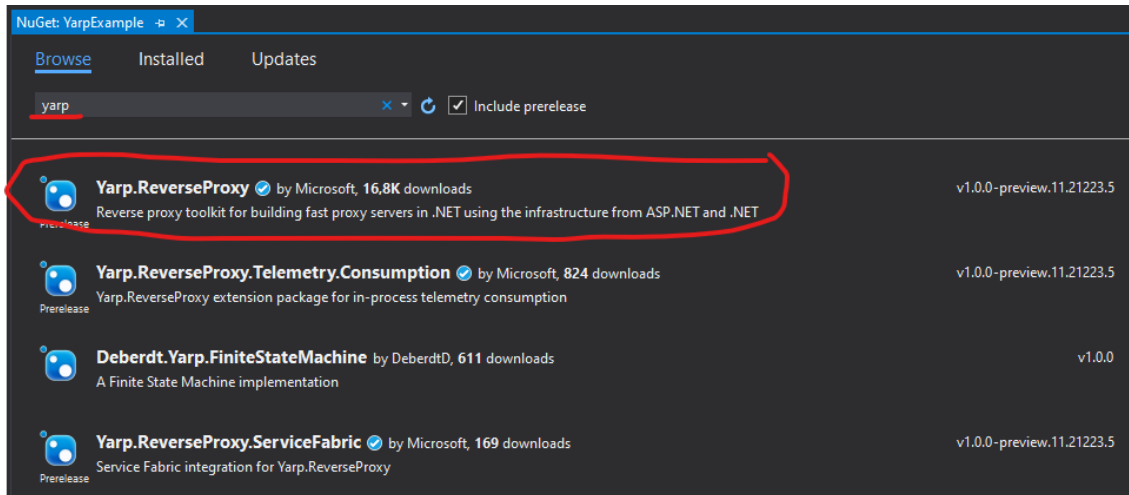 NuGet: YarpExample
Browse Installed Updates
yarp Include prerelease
Yarp.ReverseProxy by Microsoft, 16,8K downloads v1.0.0-preview.11.21223.5
Reverse proxy toolkit for building fast proxy servers in .NET using the infrastructure from ASP.NET and .NET
Prerelease
Yarp.ReverseProxy.Telemetry.Consumption by Microsoft, 824 downloads v1.0.0-preview.11.21223.5
Yarp.ReverseProxy extension package for in-process telemetry consumption
Prerelease
Deberdt.Yarp.FiniteStateMachine by DeberdtD, 611 downloads v1.0.0
A Finite State Machine implementation
Yarp.ReverseProxy.ServiceFabric by Microsoft, 169 downloads v1.0.0-preview.11.21223.5
Service Fabric integration for Yarp.ReverseProxy
Prerelease